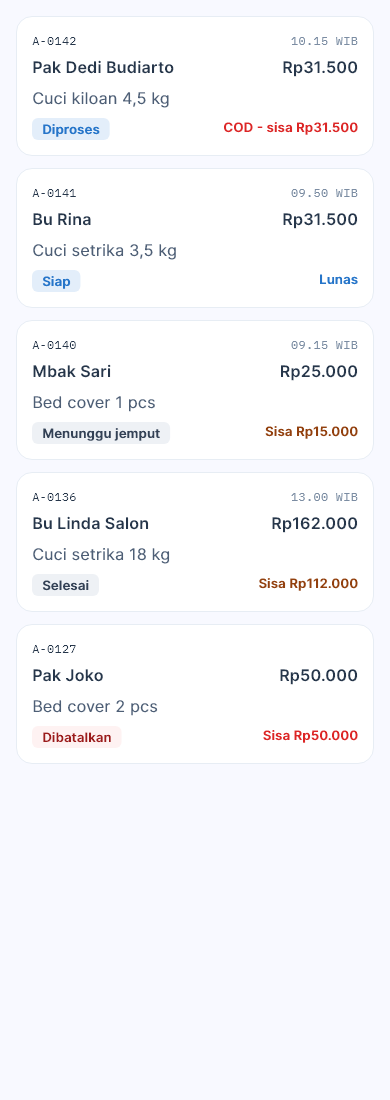 A-0142 10.15 WIB
Pak Dedi Budiarto Rp31.500
Cuci kiloan 4,5 kg
Diproses COD - sisa Rp31.500
A-0141 09.50 WIB
Bu Rina Rp31.500
Cuci setrika 3,5 kg
Siap Lunas
A-0140 09.15 WIB
Mbak Sari Rp25.000
Bed cover 1 pcs
Menunggu jemput Sisa Rp15.000
A-0136 13.00 WIB
Bu Linda Salon Rp162.000
Cuci setrika 18 kg
Selesai Sisa Rp112.000
A-0127
Pak Joko Rp50.000
Bed cover 2 pcs
Dibatalkan Sisa Rp50.000